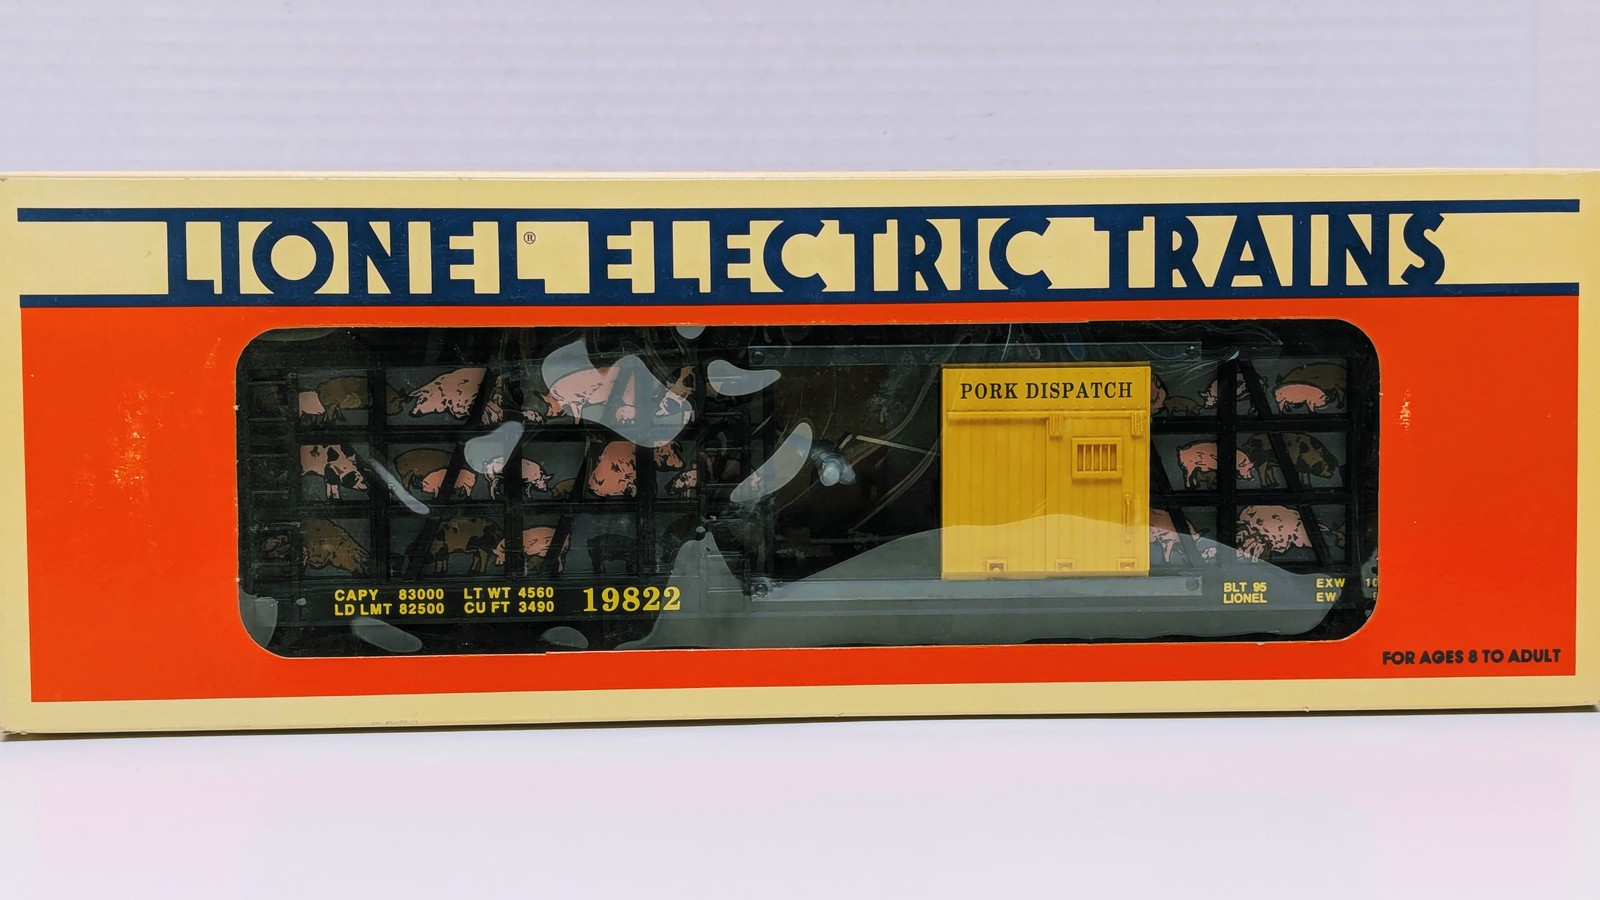 LIONEL® ELECTRIC TRAINS
PORK DISPATCH
CAPY 83000 LT WT 4560
LD LMT 82500 CU FT 3490
19822
BLT 95
LIONEL
EXW 10
EW
FOR AGES 8 TO ADULT